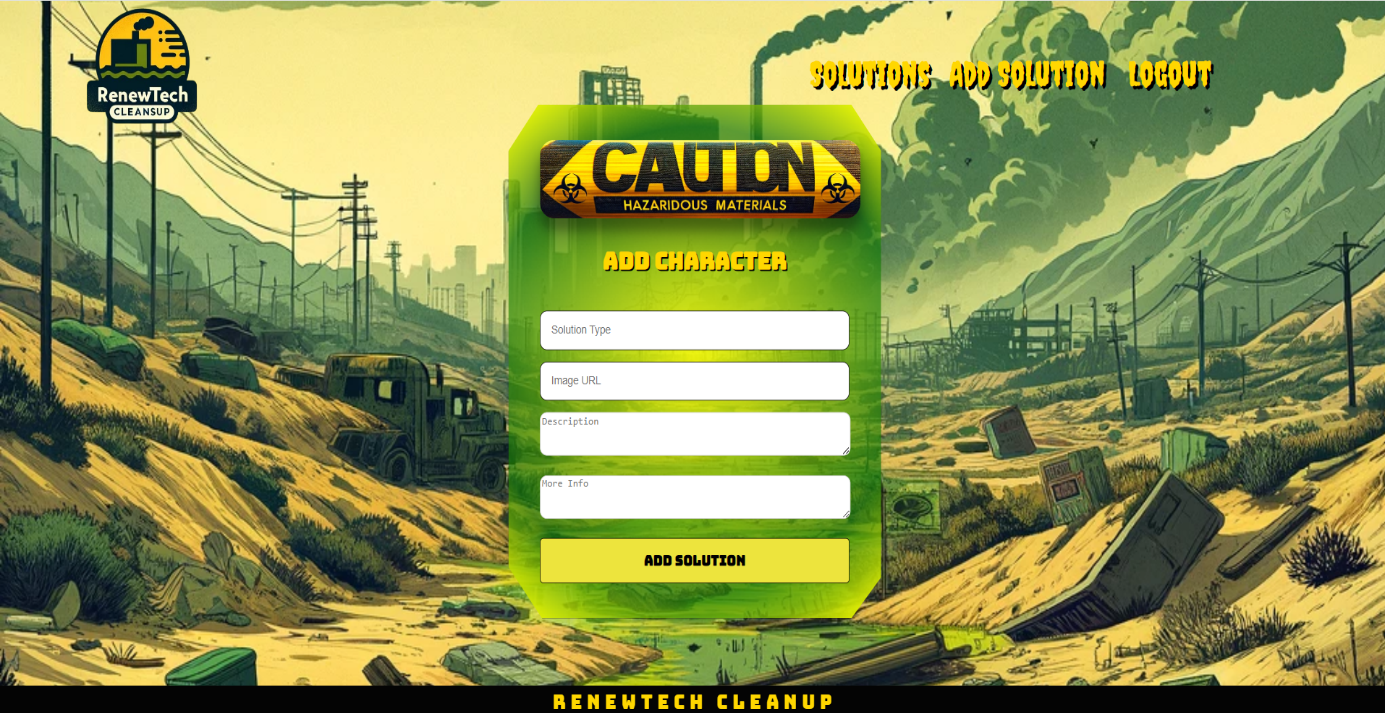 RenewTech
CLEANSUP
SOLUTIONS ADD SOLUTION LOGOUT
CAUTION
HAZARIDOUS MATERIALS
ADD CHARACTER
Solution Type
Image URL
Description
More Info
ADD SOLUTION
RENEWTECH CLEANUP